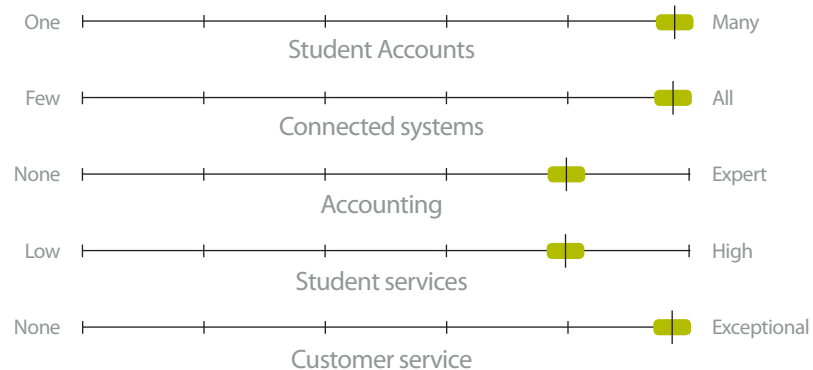 One Many
Student Accounts
Few All
Connected systems
None Expert
Accounting
Low High
Student services
None Exceptional
Customer service